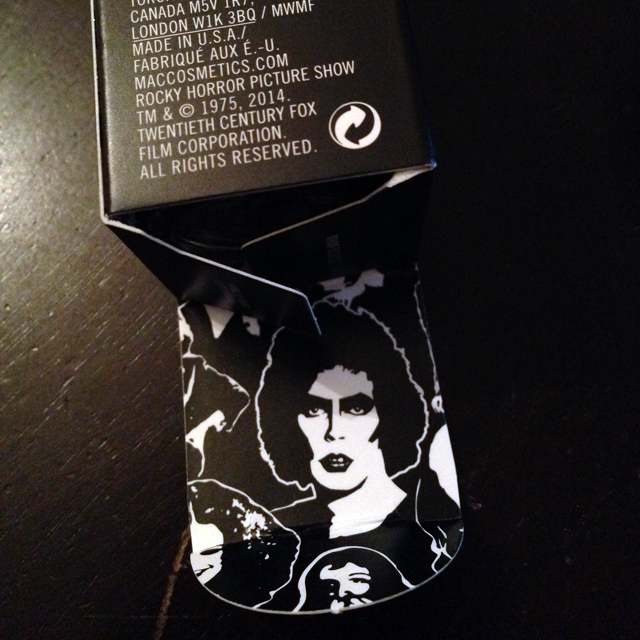 CANADA M5V 1R7,
LONDON W1K 3BQ / MWMF
MADE IN U.S.A./
FABRIQUÉ AUX É.-U.
MACCOSMETICS.COM
ROCKY HORROR PICTURE SHOW
TM & © 1975, 2014.
TWENTIETH CENTURY FOX
FILM CORPORATION.
ALL RIGHTS RESERVED.